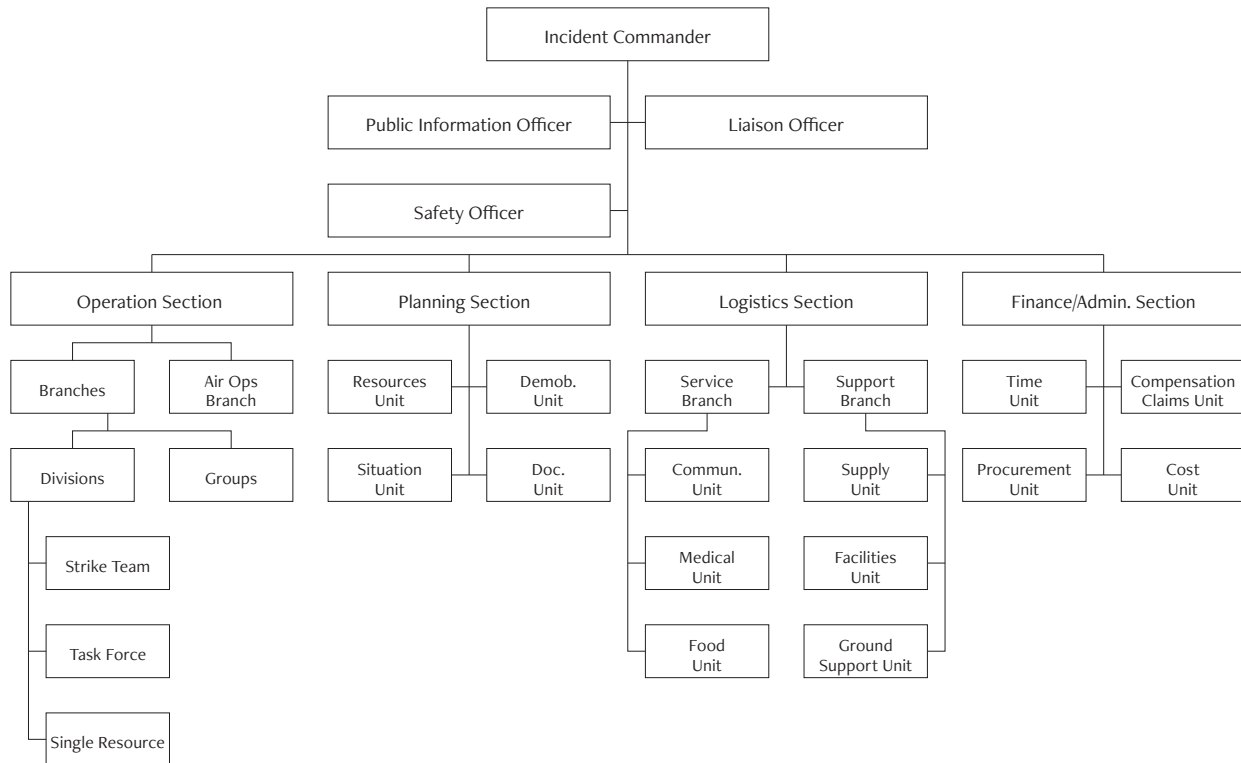 Incident Commander
Public Information Officer
Liaison Officer
Safety Officer
Operation Section
Planning Section
Logistics Section
Finance/Admin. Section
Branches
Air Ops
Branch
Resources
Unit
Demob.
Unit
Service
Branch
Support
Branch
Time
Unit
Compensation
Claims Unit
Divisions
Groups
Situation
Unit
Doc.
Unit
Commun.
Unit
Supply
Unit
Procurement
Unit
Cost
Unit
Strike Team
Medical
Unit
Facilities
Unit
Task Force
Food
Unit
Ground
Support Unit
Single Resource